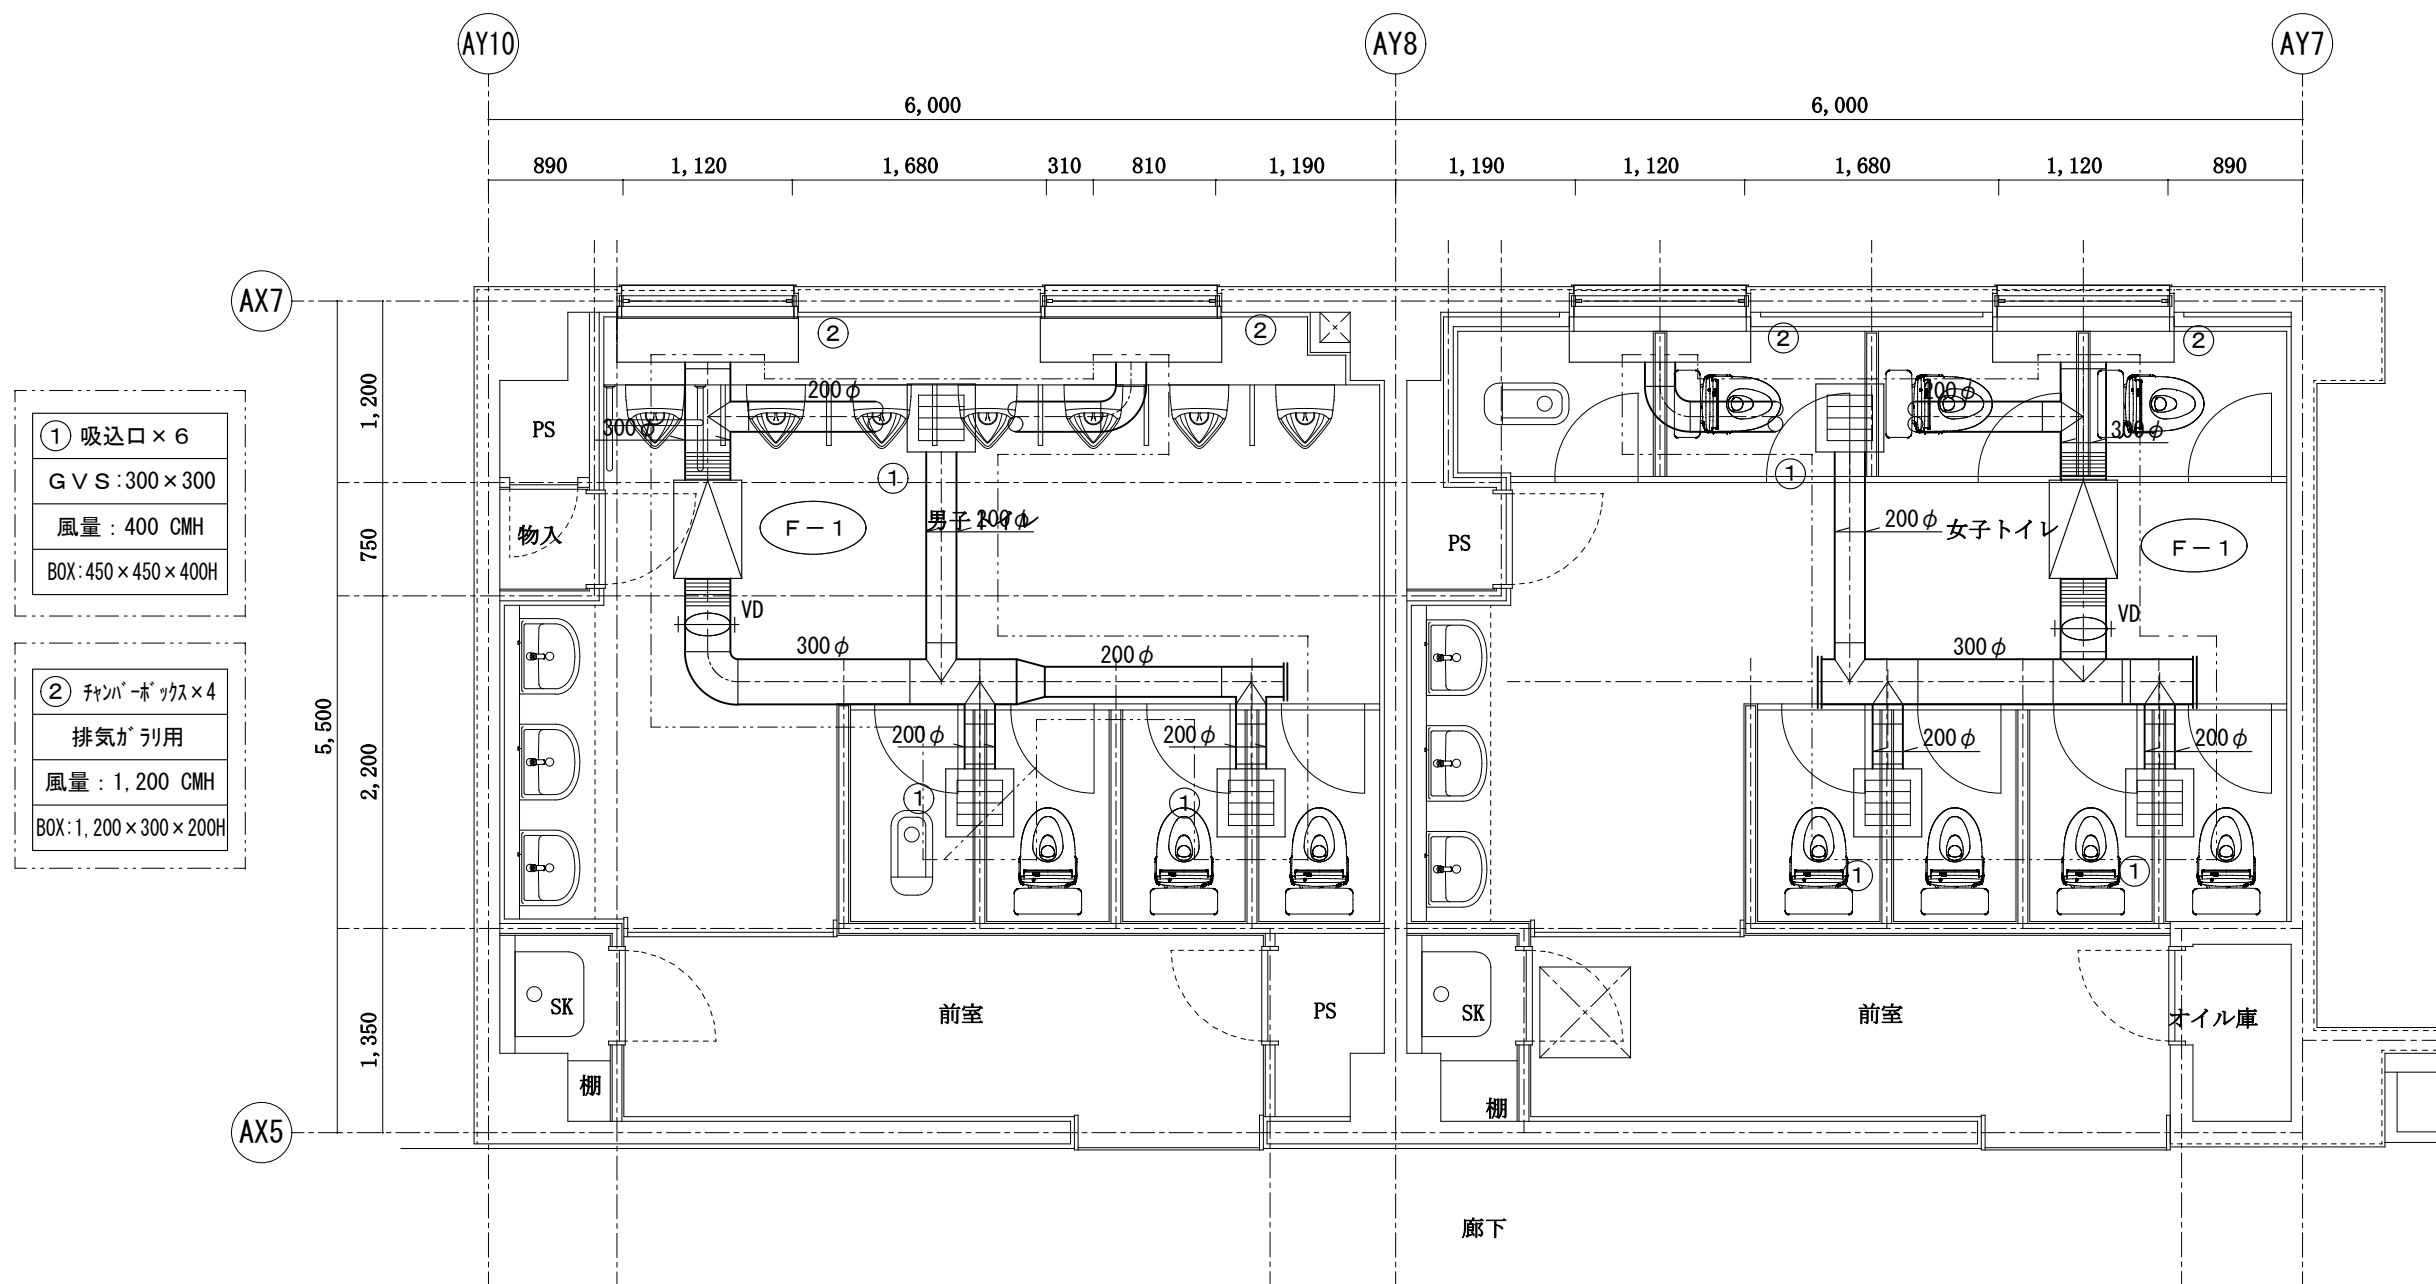 AY10
AY8
AY7
6,000
6,000
890
1,120
1,680
310
810
1,190
1,190
1,120
1,680
1,120
890
AX7
AX5
1,200
750
2,200
1,350
5,500
① 吸込口×6
ＧＶＳ:300×300
風量:400 CMH
BOX:450×450×400H
② ﾁｬﾝﾊﾞｰﾎﾞｯｸｽ×4
排気ｶﾞﾗﾘ用
風量:1,200 CMH
BOX:1,200×300×200H
②
②
②
②
PS
200φ
300φ
①
200φ
300φ
①
物入
Ｆ－１
男子トイレ
200φ
PS
200φ
女子トイレ
Ｆ－１
VD
VD
300φ
200φ
300φ
200φ
200φ
200φ
200φ
①
①
①
①
SK
前室
PS
SK
前室
オイル庫
棚
棚
廊下